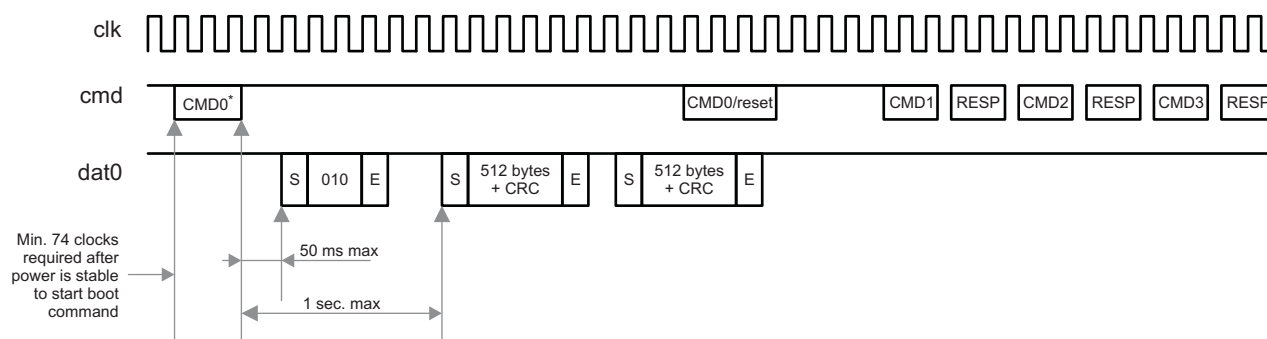 clk
cmd
CMD0*
CMD0/reset
CMD1
RESP
CMD2
RESP
CMD3
RESP
dat0
S
010
E
S
512 bytes
+ CRC
E
S
512 bytes
+ CRC
E
Min. 74 clocks
required after
power is stable
to start boot
command
50 ms max
1 sec. max